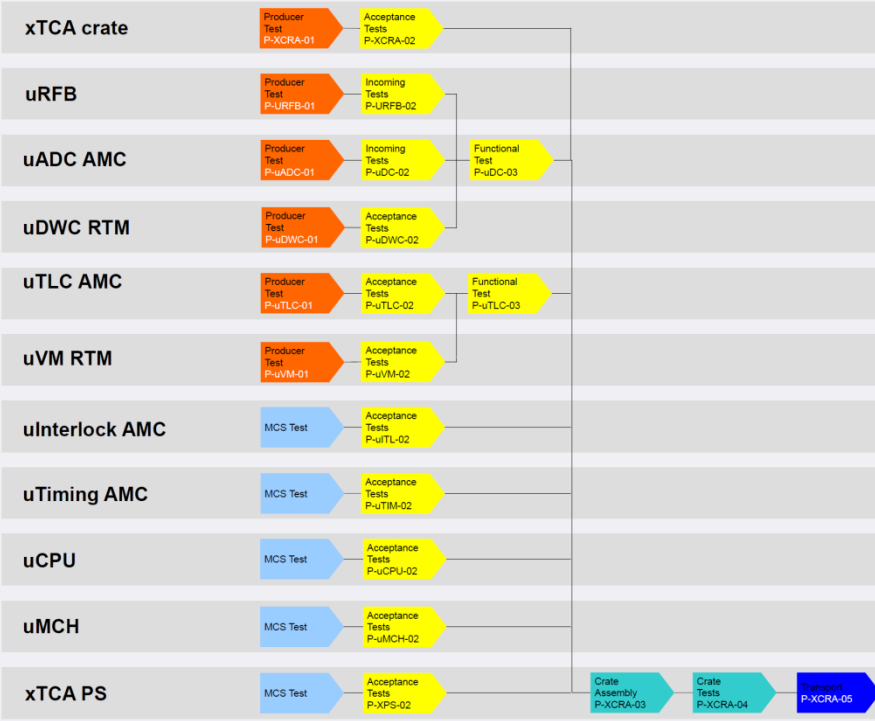 xTCA crate
Producer
Test
P-XCRA-01
Acceptance
Tests
P-XCRA-02
uRFB
Producer
Test
P-URFB-01
Incoming
Tests
P-URFB-02
uADC AMC
Producer
Test
P-uADC-01
Incoming
Tests
P-uDC-02
Functional
Test
P-uDC-03
uDWC RTM
Producer
Test
P-uDWC-01
Acceptance
Tests
P-uDWC-02
uTLC AMC
Producer
Test
P-uTLC-01
Acceptance
Tests
P-uTLC-02
Functional
Test
P-uTLC-03
uVM RTM
Producer
Test
P-uVM-01
Acceptance
Tests
P-uVM-02
uInterlock AMC
MCS Test
Acceptance
Tests
P-uITL-02
uTiming AMC
MCS Test
Acceptance
Tests
P-uTIM-02
uCPU
MCS Test
Acceptance
Tests
P-uCPU-02
uMCH
MCS Test
Acceptance
Tests
P-uMCH-02
xTCA PS
MCS Test
Acceptance
Tests
P-XPS-02
Crate
Assembly
P-XCRA-03
Crate
Tests
P-XCRA-04
Transport
P-XCRA-05